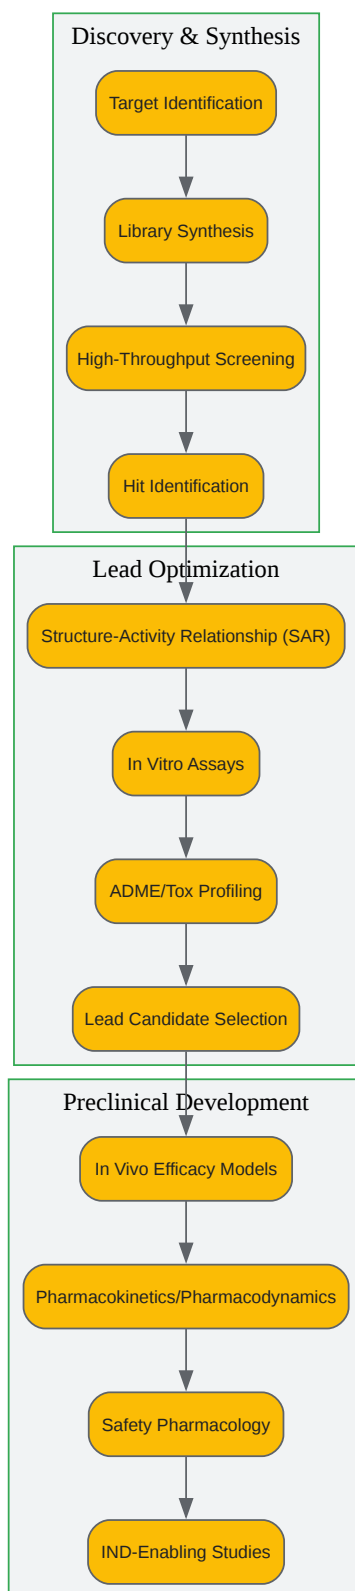 Discovery & Synthesis
Target Identification
Library Synthesis
High-Throughput Screening
Hit Identification
Lead Optimization
Structure-Activity Relationship (SAR)
In Vitro Assays
ADME/Tox Profiling
Lead Candidate Selection
Preclinical Development
In Vivo Efficacy Models
Pharmacokinetics/Pharmacodynamics
Safety Pharmacology
IND-Enabling Studies